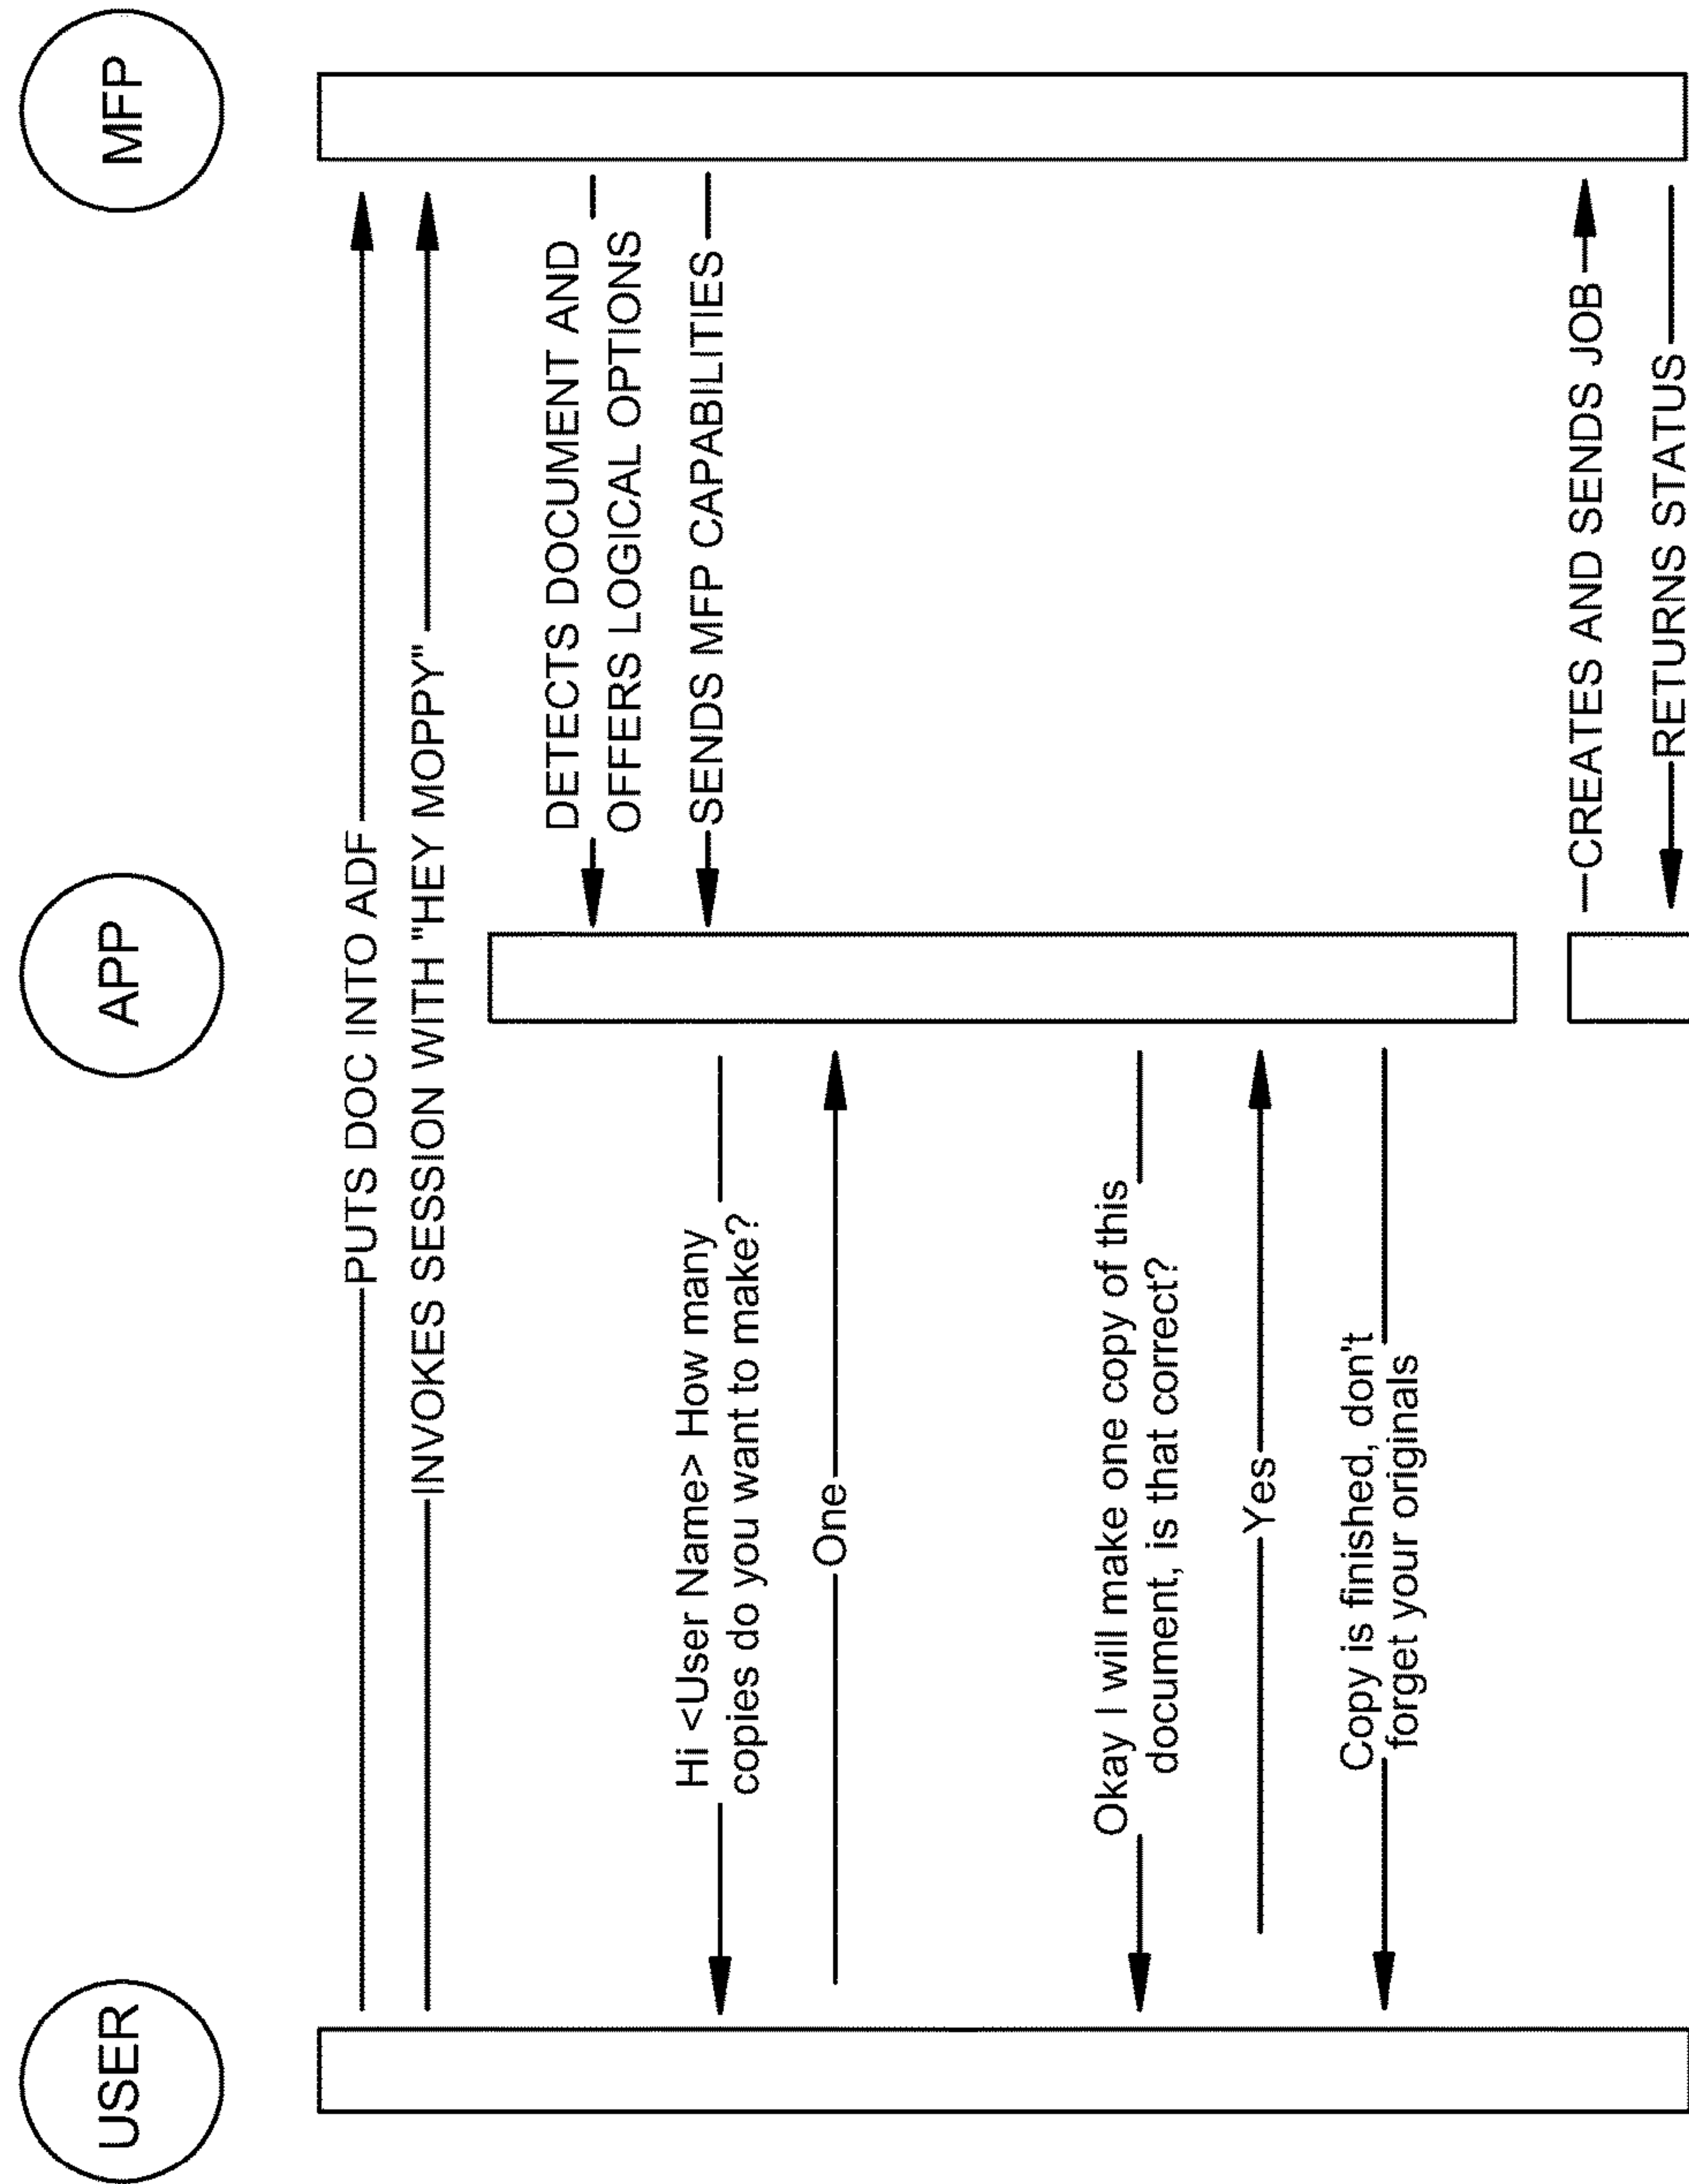 USER
APP
MFP
PUTS DOC INTO ADF
INVOKES SESSION WITH "HEY MOPPY"
DETECTS DOCUMENT AND
OFFERS LOGICAL OPTIONS
SENDS MFP CAPABILITIES
Hi <User Name> How many
copies do you want to make?
One
Okay I will make one copy of this
document, is that correct?
Yes
Copy is finished, don't
forget your originals
CREATES AND SENDS JOB
RETURNS STATUS